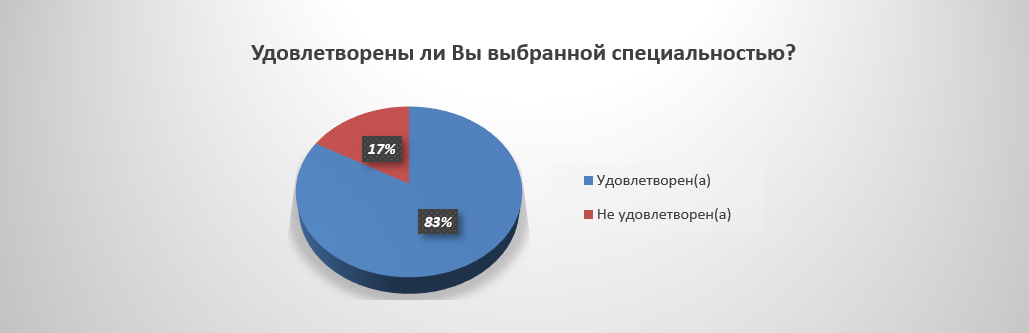 Удовлетворены ли Вы выбранной специальностью?
17%
83%
Удовлетворен(а)
Не удовлетворен(а)